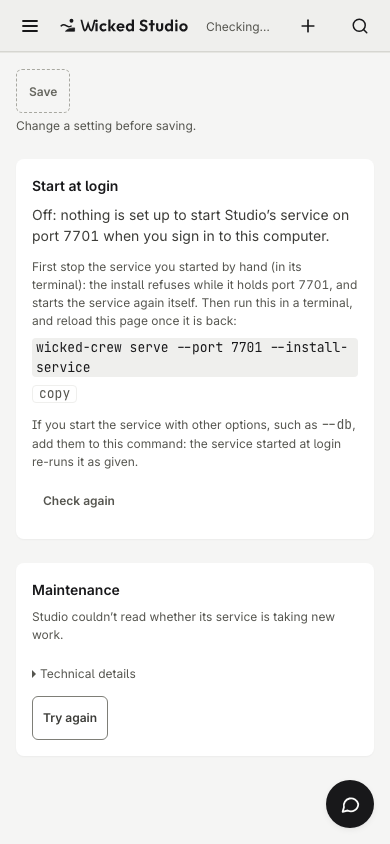 Wicked Studio
Checking...
Save
Change a setting before saving.
Start at login
Off: nothing is set up to start Studio’s service on
port 7701 when you sign in to this computer.
First stop the service you started by hand (in its
terminal): the install refuses while it holds port 7701, and
starts the service again itself. Then run this in a terminal,
and reload this page once it is back:
wicked-crew serve --port 7701 --install-
service
copy
If you start the service with other options, such as --db,
add them to this command: the service started at login
re-runs it as given.
Check again
Maintenance
Studio couldn’t read whether its service is taking new
work.
Technical details
Try again